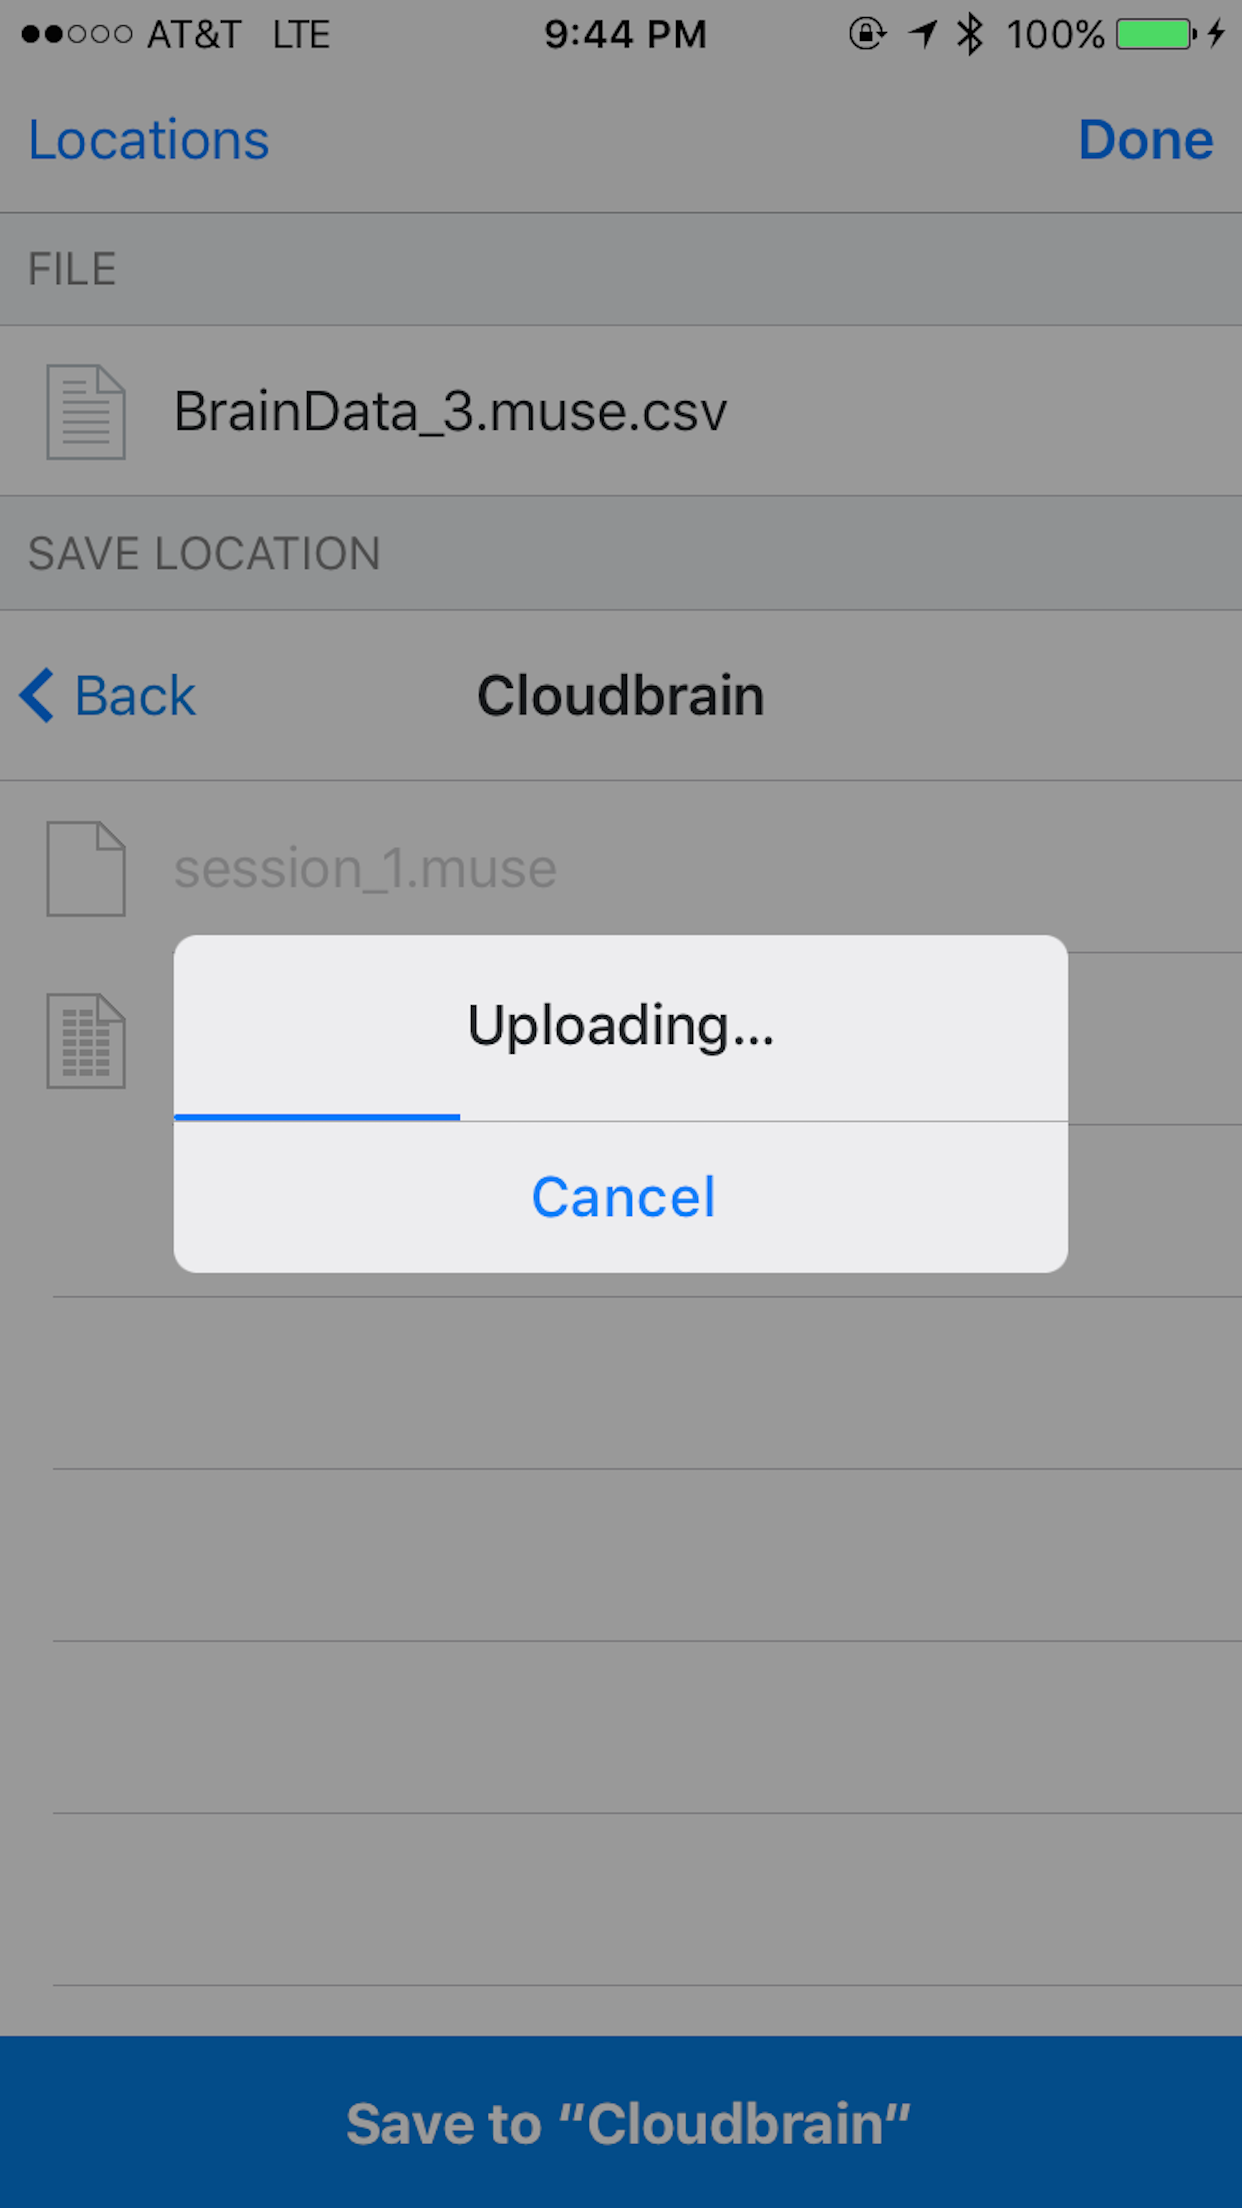 AT&T LTE 9:44 PM 100%
Locations Done
FILE
BrainData_3.muse.csv
SAVE LOCATION
Back Cloudbrain
session_1.muse
Uploading...
Cancel
Save to “Cloudbrain”